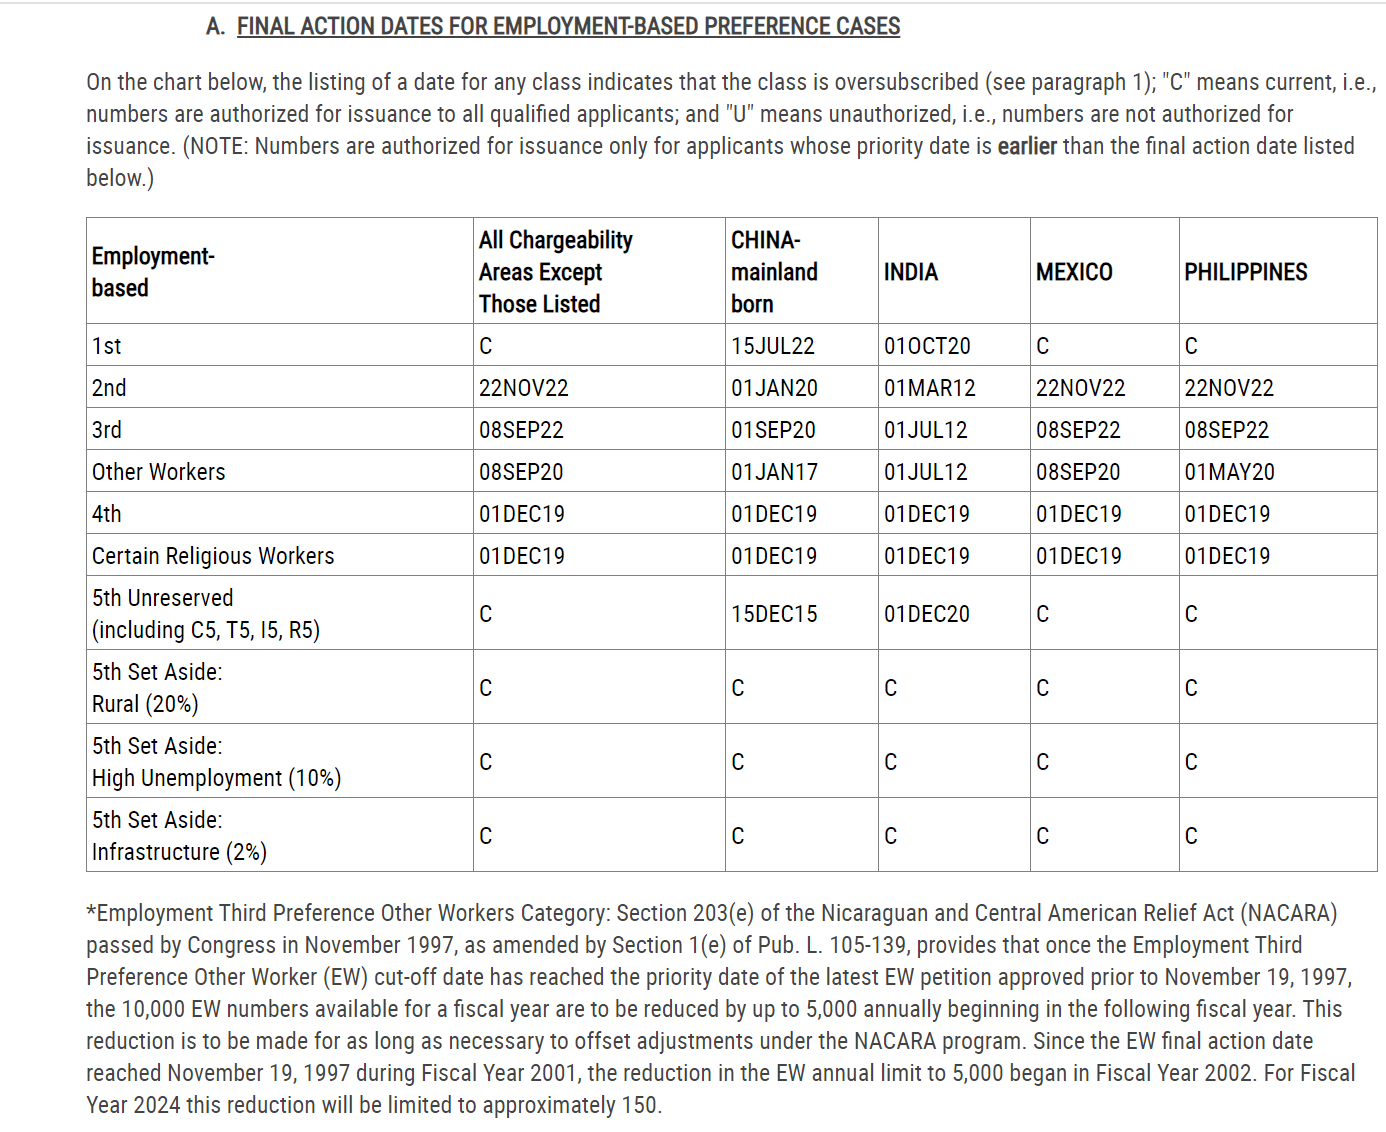 A. FINAL ACTION DATES FOR EMPLOYMENT-BASED PREFERENCE CASES
On the chart below, the listing of a date for any class indicates that the class is oversubscribed (see paragraph 1); "C" means current, i.e.,
numbers are authorized for issuance to all qualified applicants; and "U" means unauthorized, i.e., numbers are not authorized for
issuance. (NOTE: Numbers are authorized for issuance only for applicants whose priority date is earlier than the final action date listed
below.)
Employment-
based
All Chargeability
Areas Except
Those Listed
CHINA-
mainland
born
INDIA
MEXICO
PHILIPPINES
1st C 15JUL22 01OCT20 C C
2nd 22NOV22 01JAN20 01MAR12 22NOV22 22NOV22
3rd 08SEP22 01SEP20 01JUL12 08SEP22 08SEP22
Other Workers 08SEP20 01JAN17 01JUL12 08SEP20 01MAY20
4th 01DEC19 01DEC19 01DEC19 01DEC19 01DEC19
Certain Religious Workers 01DEC19 01DEC19 01DEC19 01DEC19 01DEC19
5th Unreserved
(including C5, T5, I5, R5)
C 15DEC15 01DEC20 C C
5th Set Aside:
Rural (20%)
C C C C C
5th Set Aside:
High Unemployment (10%)
C C C C C
5th Set Aside:
Infrastructure (2%)
C C C C C
*Employment Third Preference Other Workers Category: Section 203(e) of the Nicaraguan and Central American Relief Act (NACARA)
passed by Congress in November 1997, as amended by Section 1(e) of Pub. L. 105-139, provides that once the Employment Third
Preference Other Worker (EW) cut-off date has reached the priority date of the latest EW petition approved prior to November 19, 1997,
the 10,000 EW numbers available for a fiscal year are to be reduced by up to 5,000 annually beginning in the following fiscal year. This
reduction is to be made for as long as necessary to offset adjustments under the NACARA program. Since the EW final action date
reached November 19, 1997 during Fiscal Year 2001, the reduction in the EW annual limit to 5,000 began in Fiscal Year 2002. For Fiscal
Year 2024 this reduction will be limited to approximately 150.